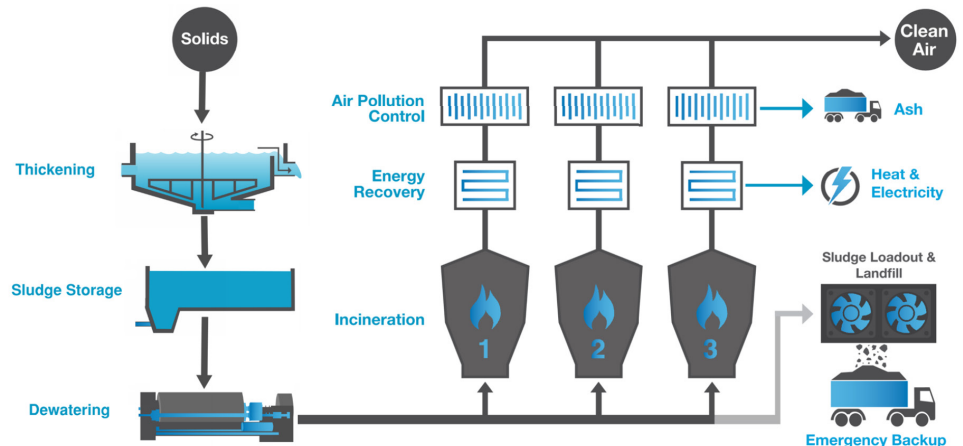 Solids
Clean
Air
Air Pollution
Control
Ash
Thickening
Energy
Recovery
Heat &
Electricity
Sludge Storage
Sludge Loadout &
Landfill
Incineration
1
2
3
Dewatering
Emergency Backup